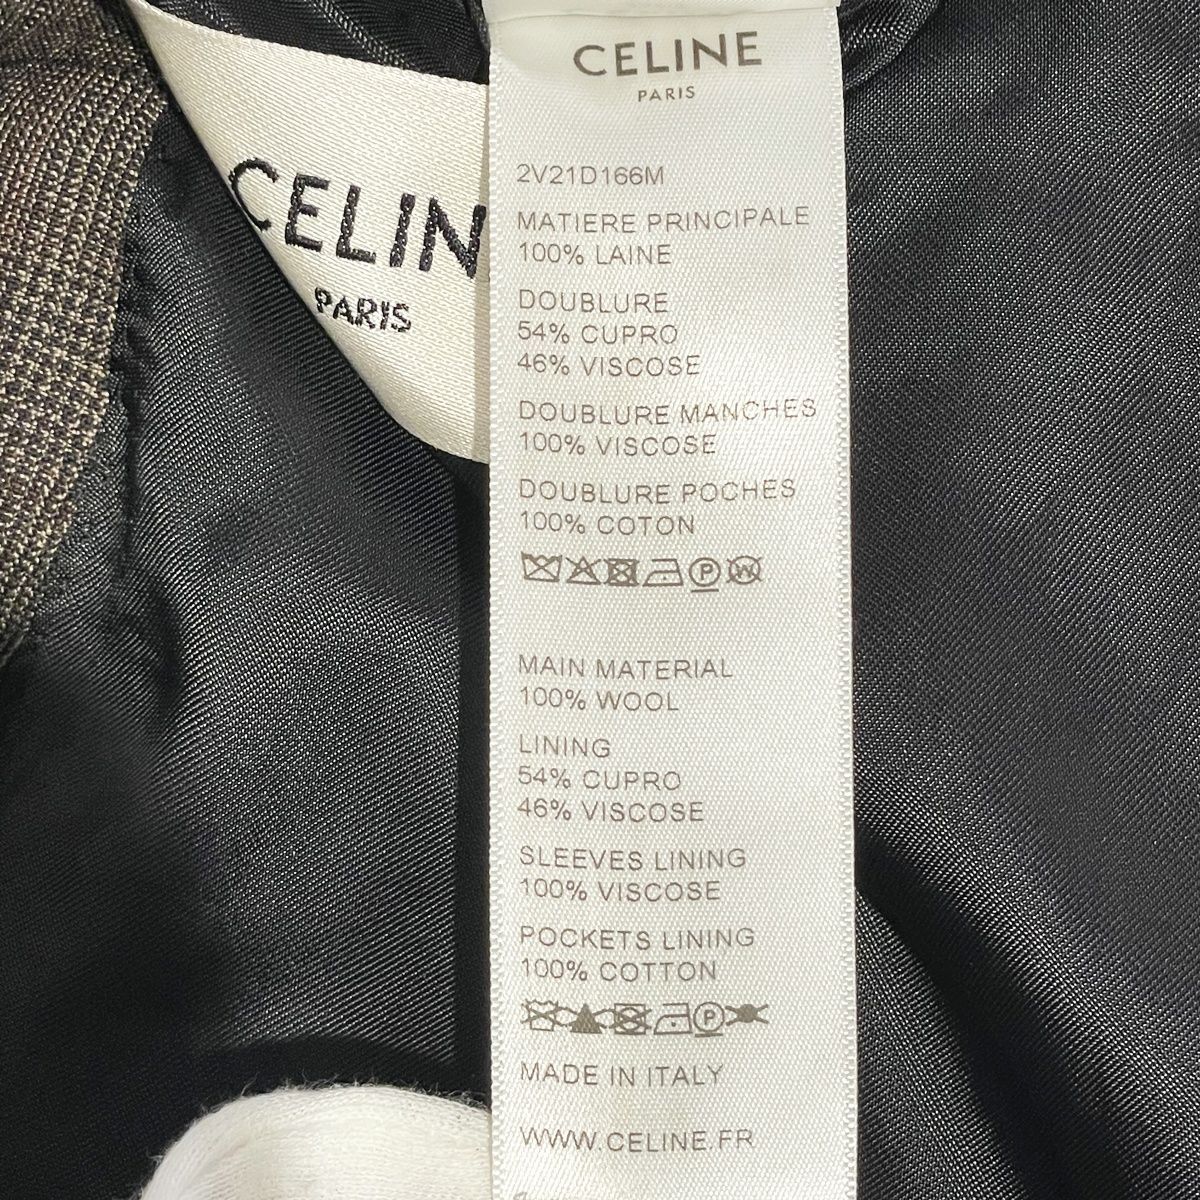 CELIN
PARIS
CELINE
PARIS
2V21D166M
MATIERE PRINCIPALE
100% LAINE
DOUBLURE
54% CUPRO
46% VISCOSE
DOUBLURE MANCHES
100% VISCOSE
DOUBLURE POCHES
100% COTON
P W
MAIN MATERIAL
100% WOOL
LINING
54% CUPRO
46% VISCOSE
SLEEVES LINING
100% VISCOSE
POCKETS LINING
100% COTTON
P
MADE IN ITALY
WWW.CELINE.FR